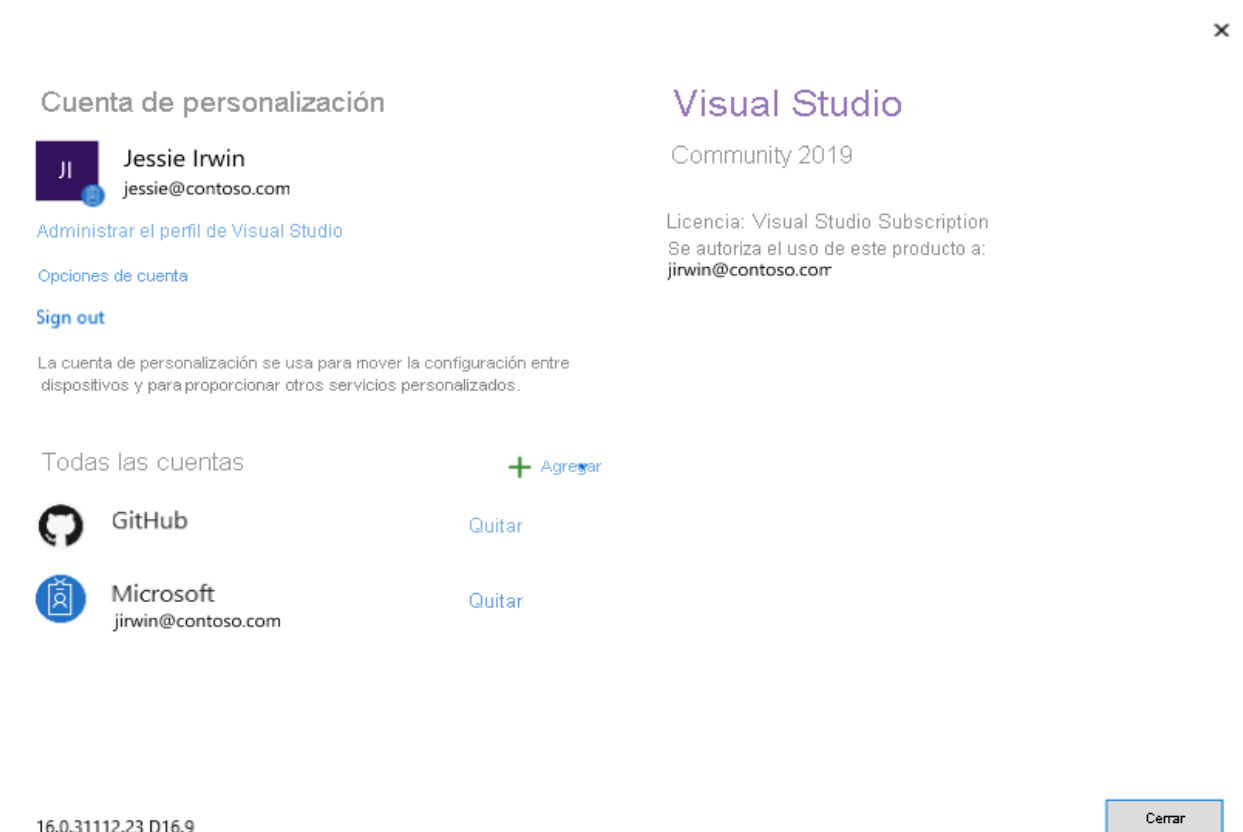 Cuenta de personalización
JI
Jessie Irwin
jessie@contoso.com
Administrar el perfil de Visual Studio
Opciones de cuenta
Sign out
La cuenta de personalización se usa para mover la configuración entre
dispositivos y para proporcionar otros servicios personalizados.
Todas las cuentas
Agregar
GitHub
Quitar
Microsoft
jirwin@contoso.com
Quitar
16.0.31112.23 D16.9
Visual Studio
Community 2019
Licencia: Visual Studio Subscription
Se autoriza el uso de este producto a:
jirwin@contoso.com
Cerrar